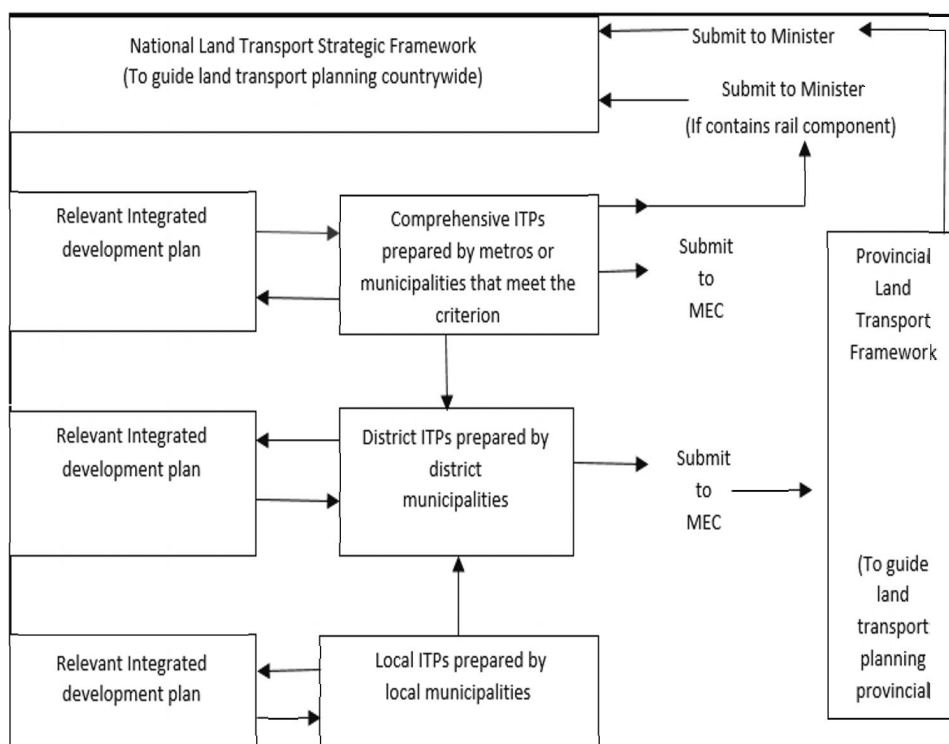 National Land Transport Strategic Framework
(To guide land transport planning countrywide)
Submit to Minister
Submit to Minister
(If contains rail component)
Relevant Integrated
development plan
Comprehensive ITPs
prepared by metros or
municipalities that meet the
criterion
Submit
to
MEC
Provincial
Land
Transport
Framework
Relevant Integrated
development plan
District ITPs prepared by
district
municipalities
Submit
to
MEC
(To guide
land
transport
planning
provincial
Relevant Integrated
development plan
Local ITPs prepared by
local municipalities